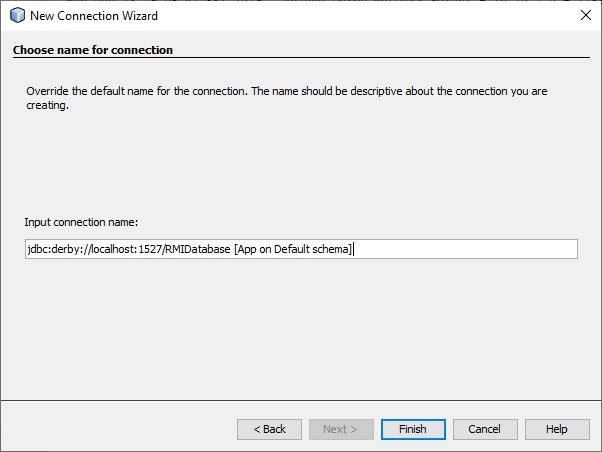 New Connection Wizard
Choose name for connection
Override the default name for the connection. The name should be descriptive about the connection you are
creating.
Input connection name:
jdbc:derby://localhost:1527/RMIDatabase [App on Default schema]
< Back Next > Finish Cancel Help